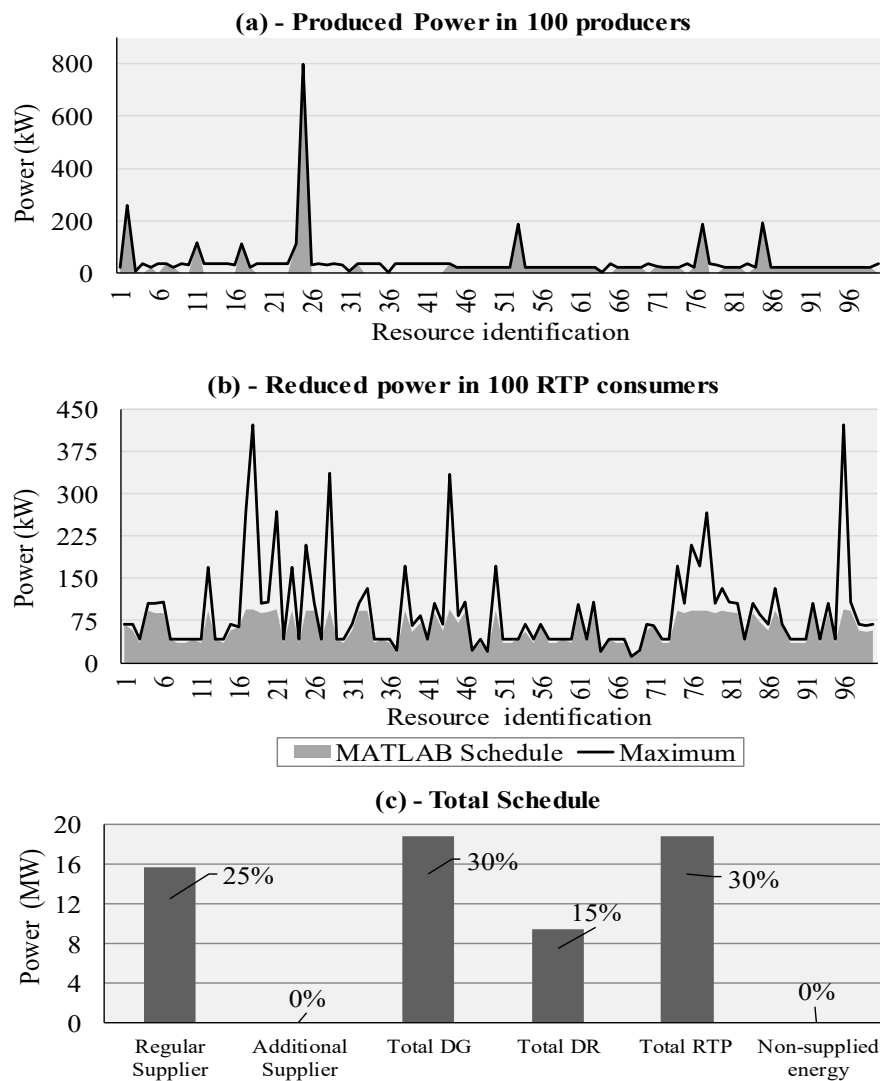 (a) - Produced Power in 100 producers
Power (kW)
800
600
400
200
0
1 6 11 16 21 26 31 36 41 46 51 56 61 66 71 76 81 86 91 96
Resource identification
(b) - Reduced power in 100 RTP consumers
Power (kW)
450
375
300
225
150
75
0
1 6 11 16 21 26 31 36 41 46 51 56 61 66 71 76 81 86 91 96
Resource identification
MATLAB Schedule Maximum
(c) - Total Schedule
Power (MW)
20
16
12
8
4
0
25%
0%
30%
15%
30%
0%
Regular Supplier
Additional Supplier
Total DG
Total DR
Total RTP
Non-supplied energy